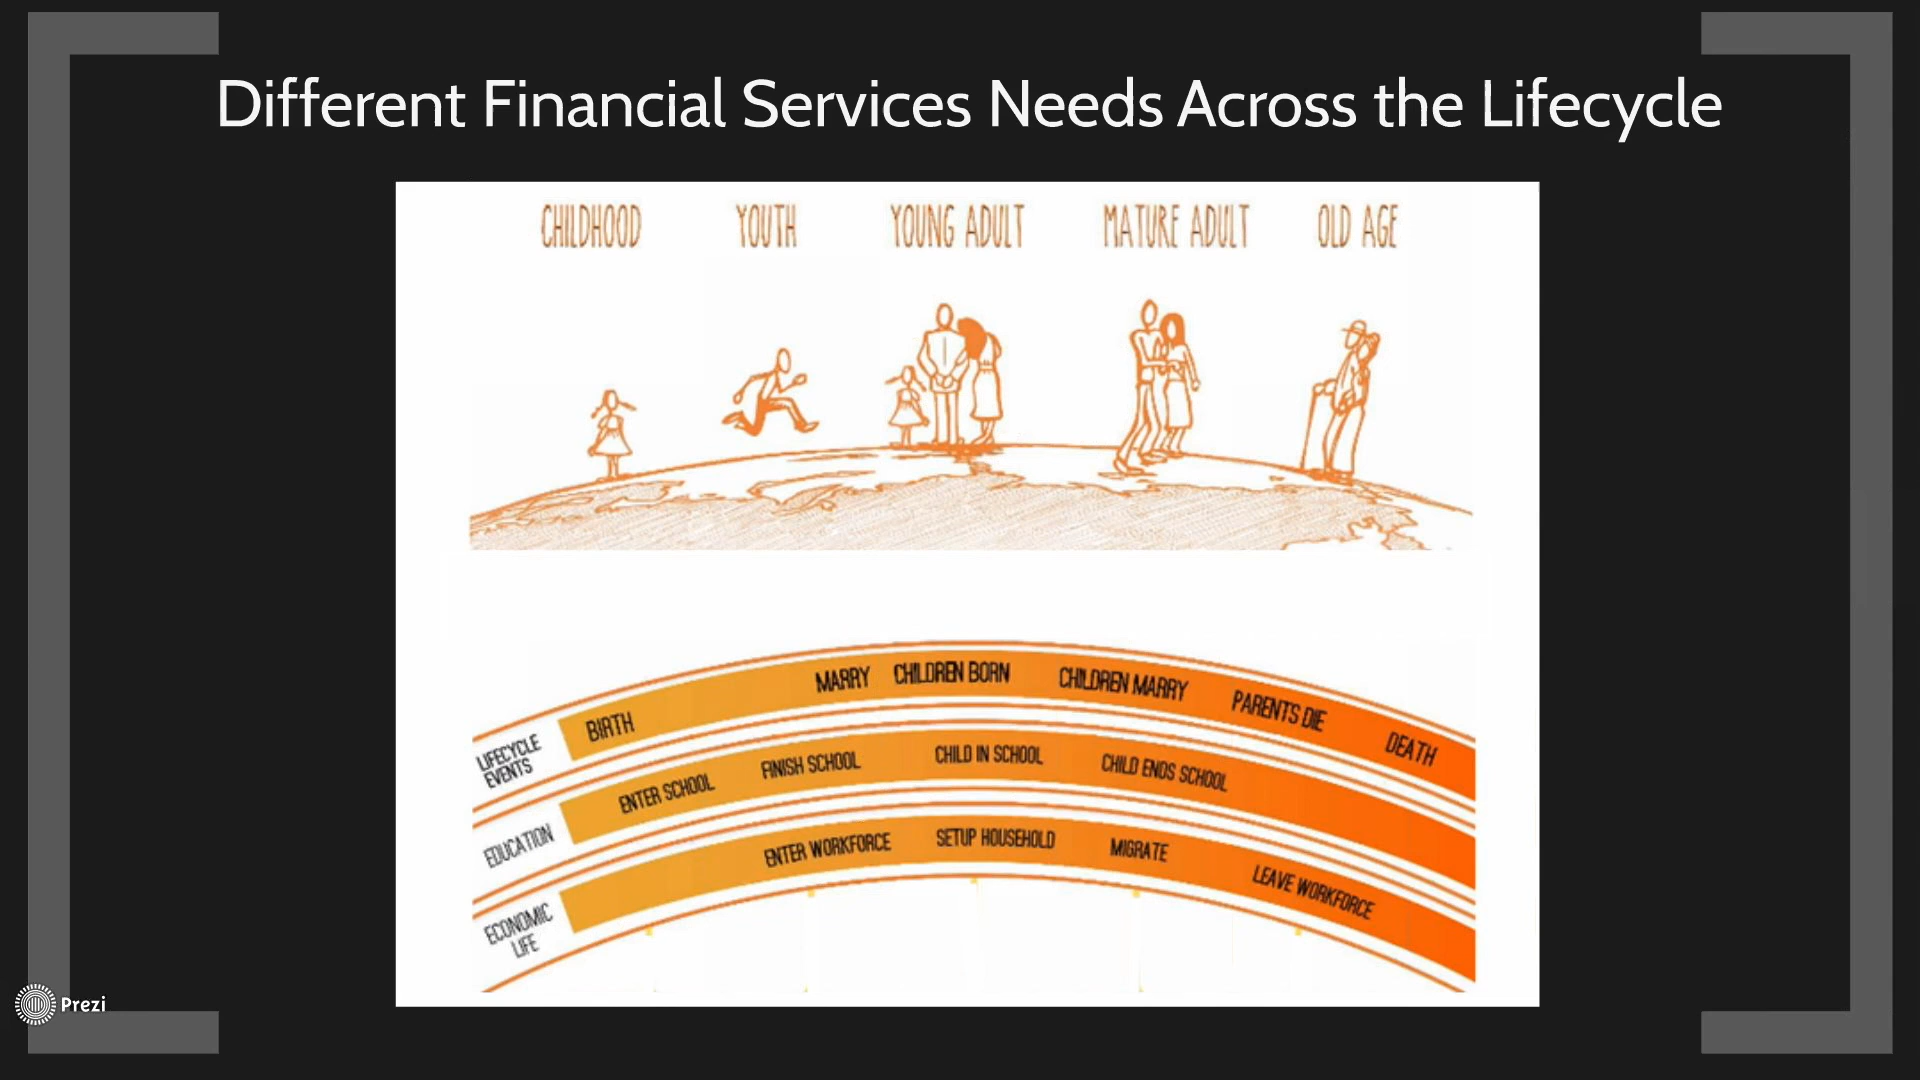 Different Financial Services Needs Across the Lifecycle
CHILDHOOD YOUTH YOUNG ADULT MATURE ADULT OLD AGE
LIFECYCLE
EVENTS
BIRTH MARRY CHILDREN BORN CHILDREN MARRY PARENTS DIE DEATH
EDUCATION
ENTER SCHOOL FINISH SCHOOL CHILD IN SCHOOL CHILD ENDS SCHOOL
ECONOMIC
LIFE
ENTER WORKFORCE SETUP HOUSEHOLD MIGRATE LEAVE WORKFORCE
Prezi